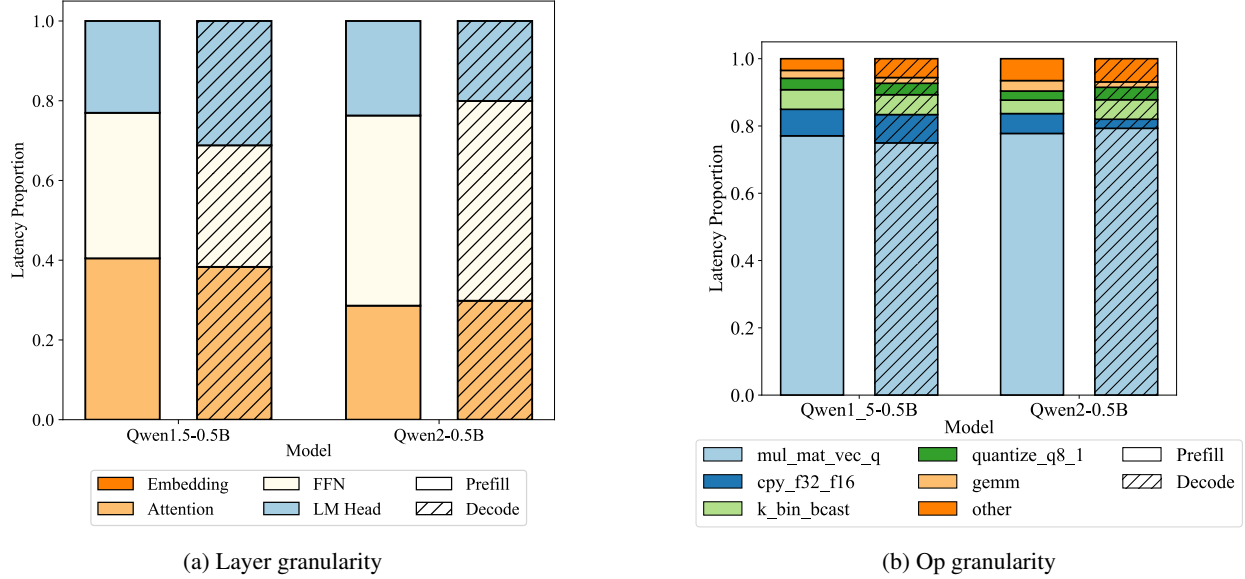 1.0
0.8
0.6
0.4
0.2
0.0
Latency Proportion
Qwen1.5-0.5B
Qwen2-0.5B
Model
Embedding
FFN
Prefill
Attention
LM Head
Decode
(a) Layer granularity
1.0
0.8
0.6
0.4
0.2
0.0
Latency Proportion
Qwen1_5-0.5B
Qwen2-0.5B
Model
mul_mat_vec_q
quantize_q8_1
Prefill
cpy_f32_f16
gemm
Decode
k_bin_bcast
other
(b) Op granularity